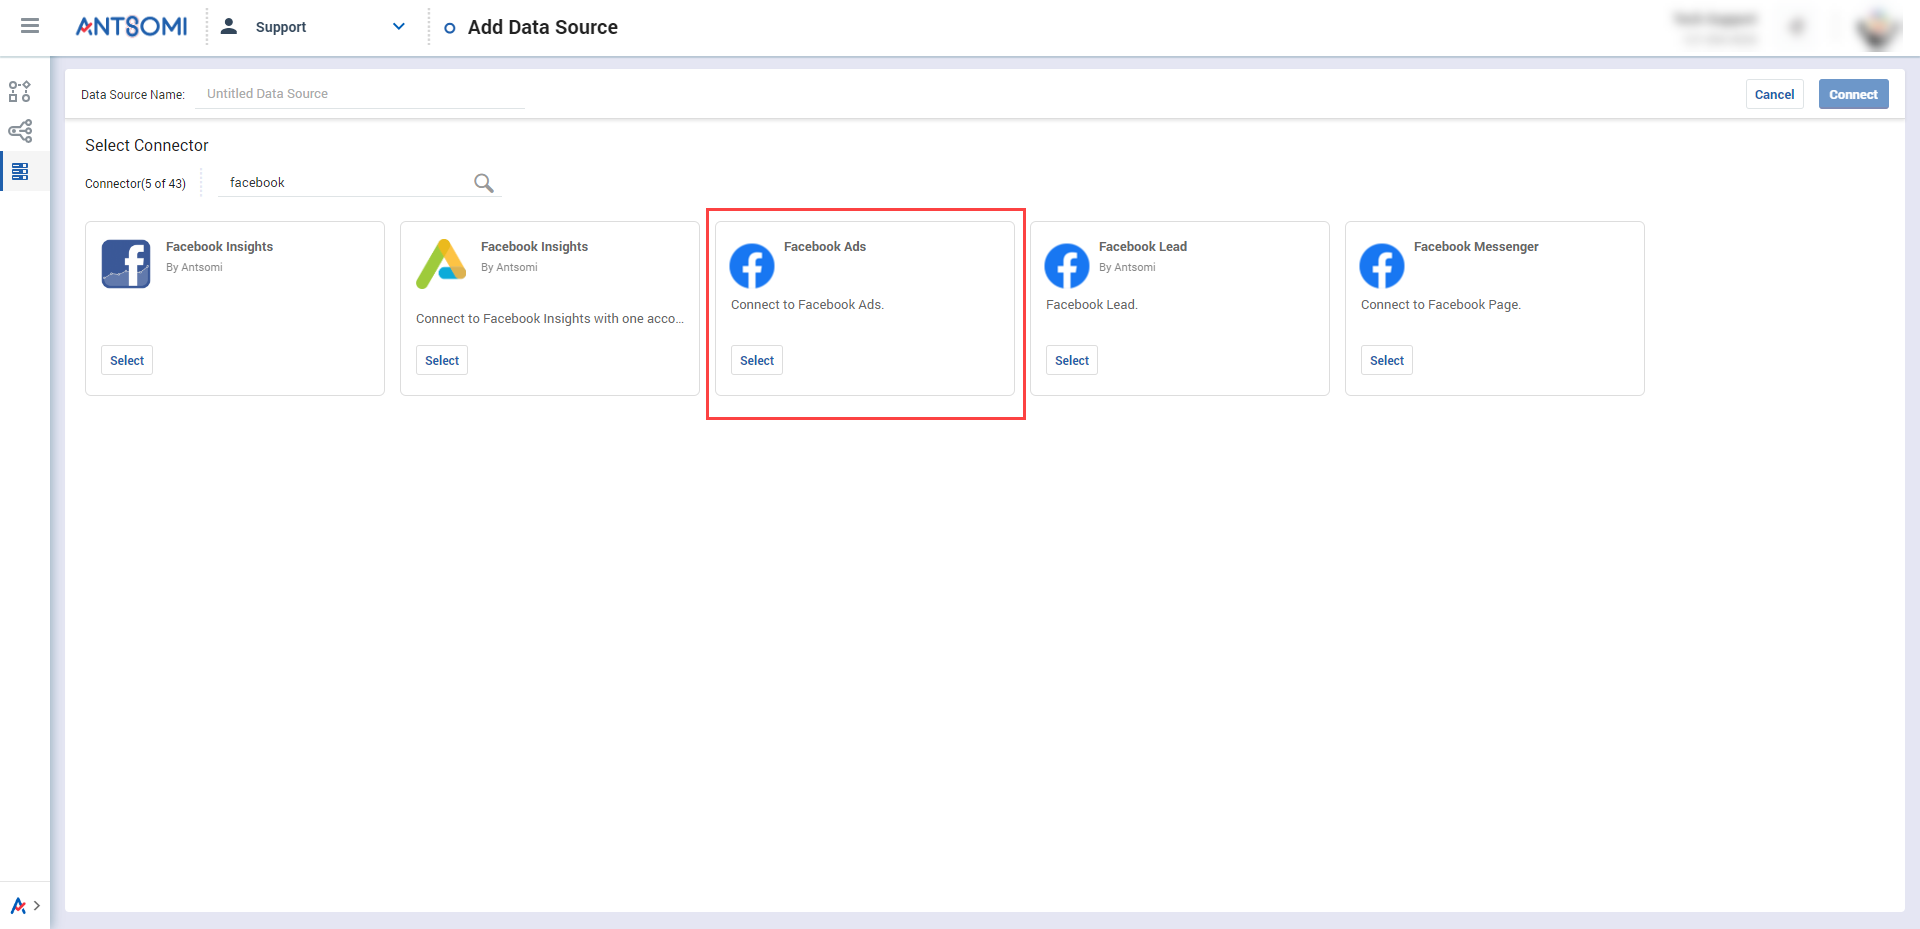 ANTSOMI
Support
Add Data Source
Data Source Name:
Untitled Data Source
Cancel
Connect
Select Connector
Connector(5 of 43)
facebook
Facebook Insights
By Antsomi
Select
Facebook Insights
By Antsomi
Connect to Facebook Insights with one acco...
Select
Facebook Ads
Connect to Facebook Ads.
Select
Facebook Lead
By Antsomi
Facebook Lead.
Select
Facebook Messenger
Connect to Facebook Page.
Select